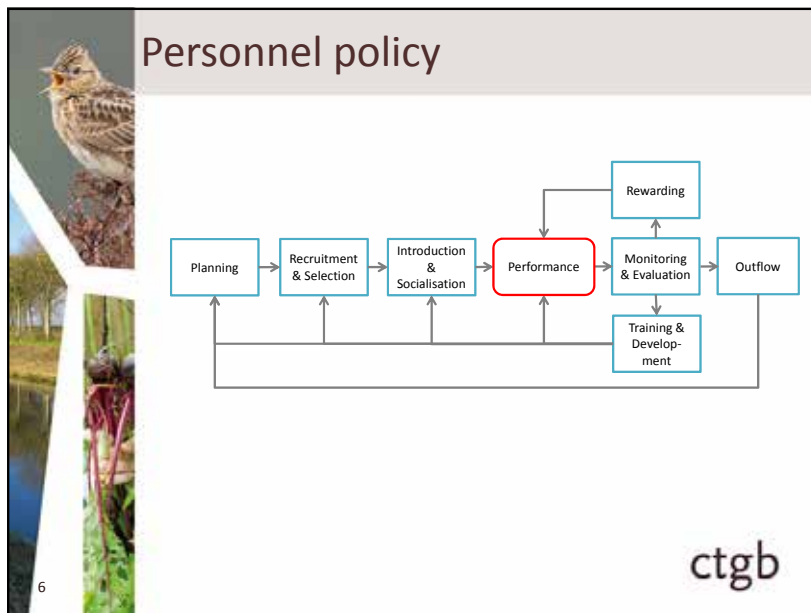 Personnel policy
Rewarding
Planning
Recruitment
& Selection
Introduction
&
Socialisation
Performance
Monitoring
& Evaluation
Outflow
Training &
Develop-
ment
6
ctgb